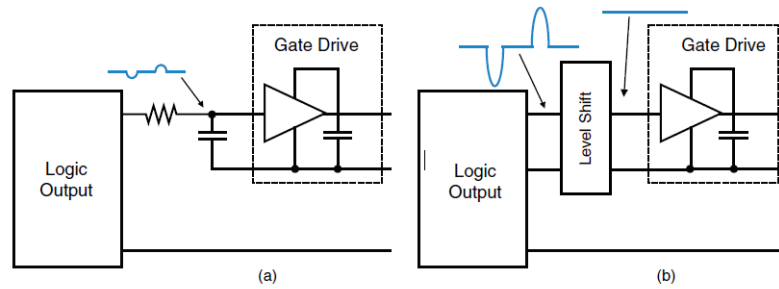 Gate Drive
Logic
Output
(a)
Gate Drive
Level Shift
Logic
Output
(b)